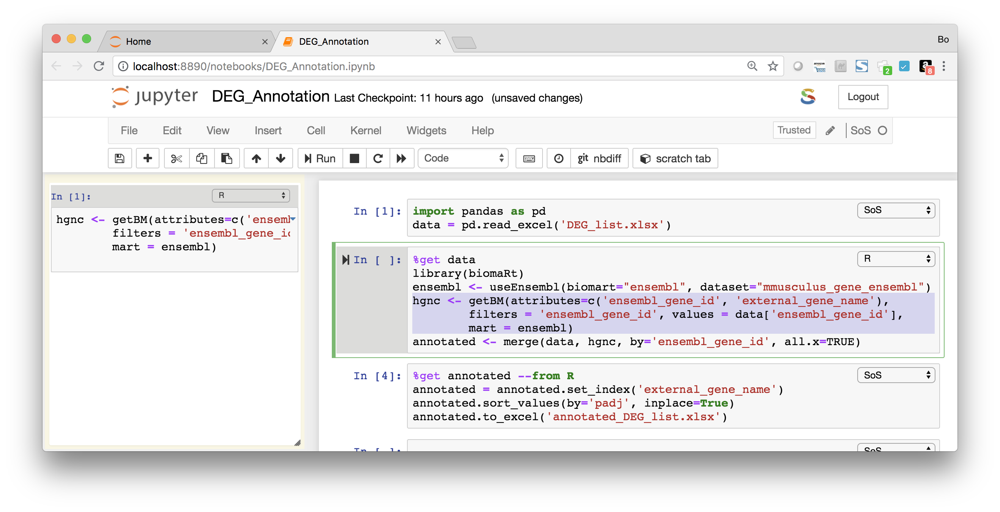 Home
DEG_Annotation
Bo
localhost:8890/notebooks/DEG_Annotation.ipynb
2
8
jupyter DEG_Annotation Last Checkpoint: 11 hours ago (unsaved changes)
Logout
File Edit View Insert Cell Kernel Widgets Help
Trusted
SoS
Run
Code
git nbdiff
scratch tab
In [1]:
R
hgnc <- getBM(attributes=c('ensemb
filters = 'ensembl_gene_id
mart = ensembl)
In [1]:
import pandas as pd
SoS
data = pd.read_excel('DEG_list.xlsx')
In [ ]:
%get data
R
library(biomaRt)
ensembl <- useEnsembl(biomart="ensembl", dataset="mmusculus_gene_ensembl")
hgnc <- getBM(attributes=c('ensembl_gene_id', 'external_gene_name'),
filters = 'ensembl_gene_id', values = data['ensembl_gene_id'],
mart = ensembl)
annotated <- merge(data, hgnc, by='ensembl_gene_id', all.x=TRUE)
In [4]:
%get annotated --from R
SoS
annotated = annotated.set_index('external_gene_name')
annotated.sort_values(by='padj', inplace=True)
annotated.to_excel('annotated_DEG_list.xlsx')
In [ ]:
SoS